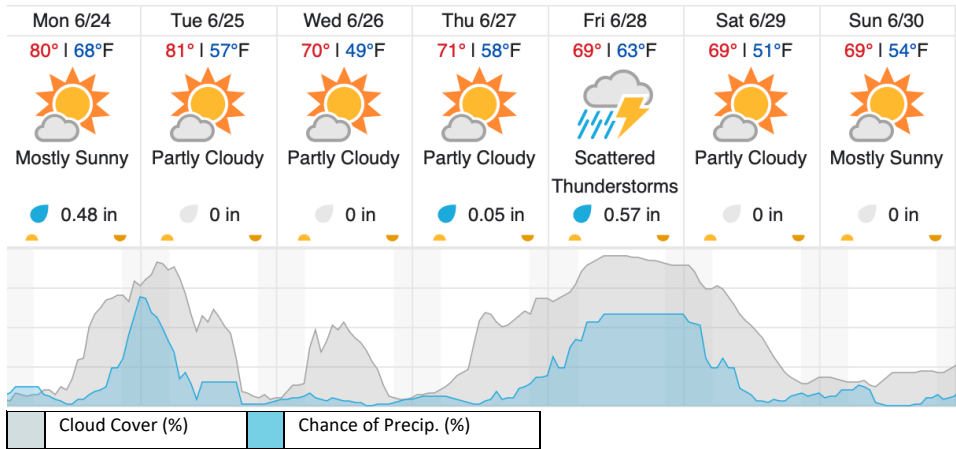 Mon 6/24 Tue 6/25 Wed 6/26 Thu 6/27 Fri 6/28 Sat 6/29 Sun 6/30
80° | 68°F 81° | 57°F 70° | 49°F 71° | 58°F 69° | 63°F 69° | 51°F 69° | 54°F
Mostly Sunny Partly Cloudy Partly Cloudy Partly Cloudy Scattered Partly Cloudy Mostly Sunny
Thunderstorms
0.48 in 0 in 0 in 0.05 in 0.57 in 0 in 0 in
Cloud Cover (%) Chance of Precip. (%)